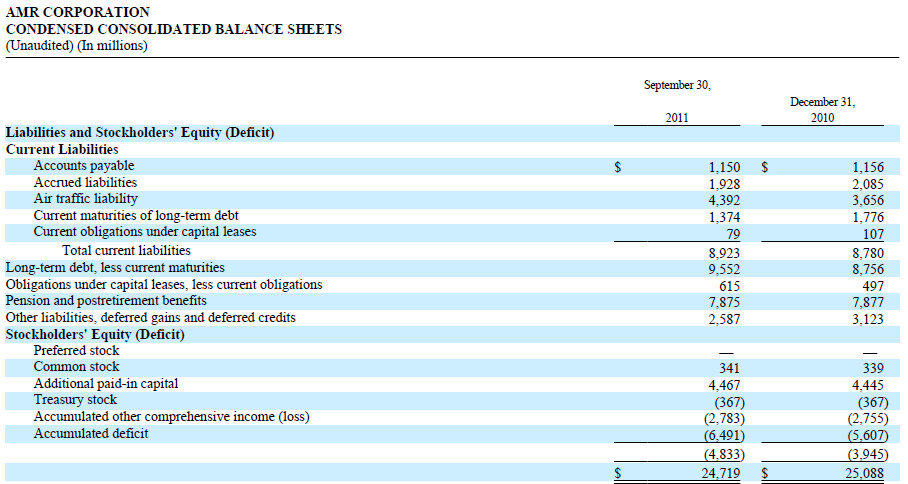 AMR CORPORATION
CONDENSED CONSOLIDATED BALANCE SHEETS
(Unaudited) (In millions)
September 30,
2011
December 31,
2010
Liabilities and Stockholders' Equity (Deficit)
Current Liabilities
Accounts payable $ 1,150 $ 1,156
Accrued liabilities 1,928 2,085
Air traffic liability 4,392 3,656
Current maturities of long-term debt 1,374 1,776
Current obligations under capital leases 79 107
Total current liabilities 8,923 8,780
Long-term debt, less current maturities 9,552 8,756
Obligations under capital leases, less current obligations 615 497
Pension and postretirement benefits 7,875 7,877
Other liabilities, deferred gains and deferred credits 2,587 3,123
Stockholders' Equity (Deficit)
Preferred stock — —
Common stock 341 339
Additional paid-in capital 4,467 4,445
Treasury stock (367) (367)
Accumulated other comprehensive income (loss) (2,783) (2,755)
Accumulated deficit (6,491) (5,607)
(4,833) (3,945)
$ 24,719 $ 25,088